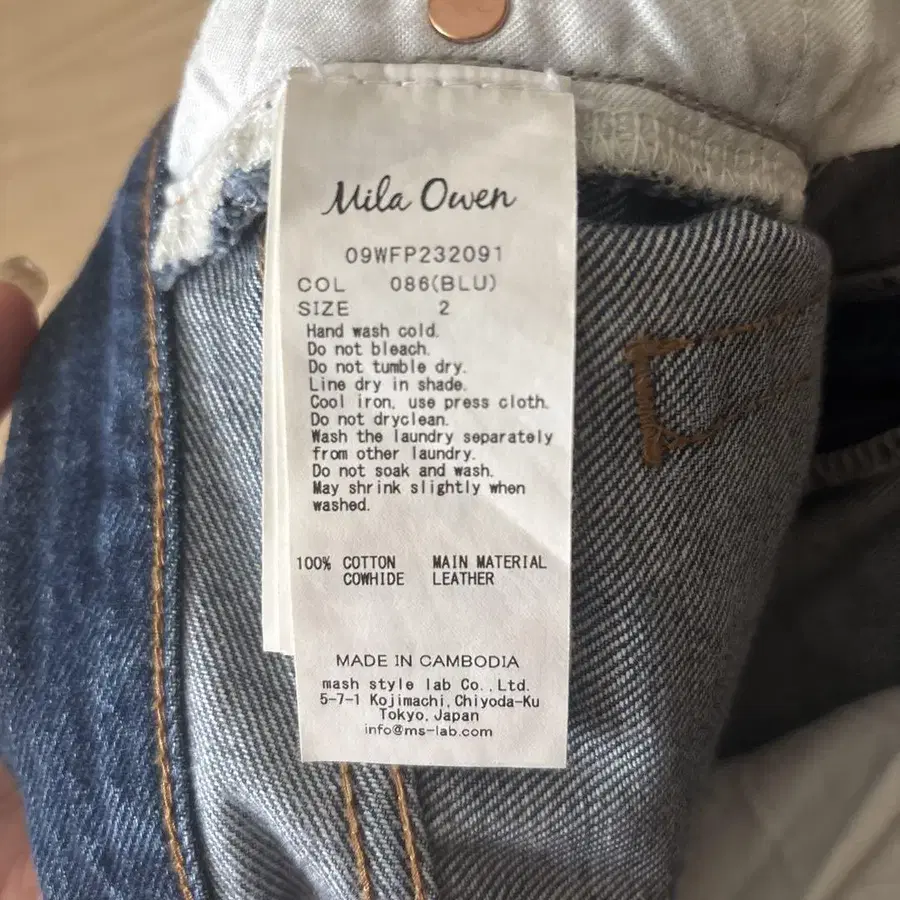 Mila Owen
09WFP232091
COL 086(BLU)
SIZE 2
Hand wash cold.
Do not bleach.
Do not tumble dry.
Line dry in shade.
Cool iron, use press cloth.
Do not dryclean.
Wash the laundry separately
from other laundry.
Do not soak and wash.
May shrink slightly when
washed.
100% COTTON MAIN MATERIAL
COWHIDE LEATHER
MADE IN CAMBODIA
mash style lab Co., Ltd.
5-7-1 Kojimachi, Chiyoda-Ku
Tokyo, Japan
info@ms-lab.com